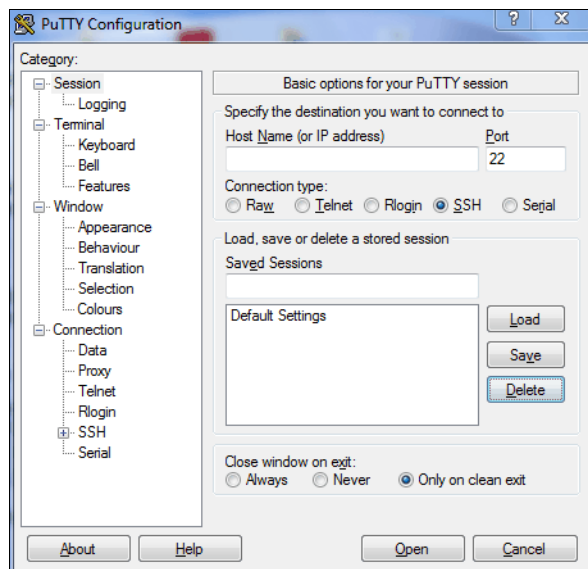 PuTTY Configuration
Category:
Session
Logging
Terminal
Keyboard
Bell
Features
Window
Appearance
Behaviour
Translation
Selection
Colours
Connection
Data
Proxy
Telnet
Rlogin
SSH
Serial
Basic options for your PuTTY session
Specify the destination you want to connect to
Host Name (or IP address) Port
22
Connection type:
Raw Telnet Rlogin SSH Serial
Load, save or delete a stored session
Saved Sessions
Default Settings
Load
Save
Delete
Close window on exit:
Always Never Only on clean exit
About Help Open Cancel